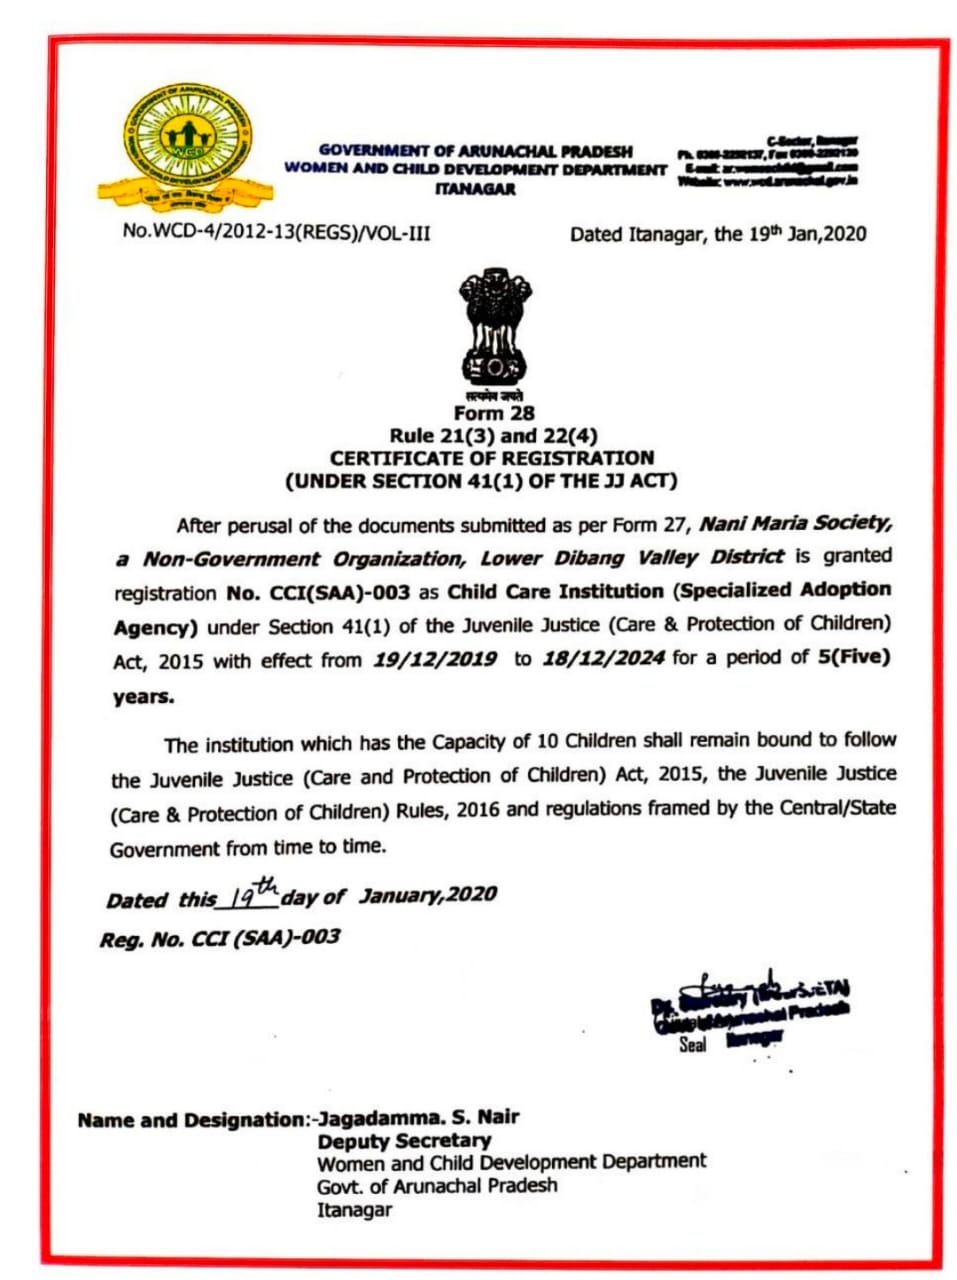 GOVERNMENT OF ARUNACHAL PRADESH
WCD
WOMEN AND CHILD DEVELOPMENT DEPARTMENT
GOVERNMENT OF ARUNACHAL PRADESH
WOMEN AND CHILD DEVELOPMENT DEPARTMENT
ITANAGAR
C-Sector, Itanagar
Website: www.wcd.arunachal.gov.in
No.WCD-4/2012-13(REGS)/VOL-III
Dated Itanagar, the 19th Jan,2020
सत्यमेव जयते
Form 28
Rule 21(3) and 22(4)
CERTIFICATE OF REGISTRATION
(UNDER SECTION 41(1) OF THE JJ ACT)
After perusal of the documents submitted as per Form 27, Nani Maria Society,
a Non-Government Organization, Lower Dibang Valley District is granted
registration No. CCI(SAA)-003 as Child Care Institution (Specialized Adoption
Agency) under Section 41(1) of the Juvenile Justice (Care & Protection of Children)
Act, 2015 with effect from 19/12/2019 to 18/12/2024 for a period of 5(Five)
years.
The institution which has the Capacity of 10 Children shall remain bound to follow
the Juvenile Justice (Care and Protection of Children) Act, 2015, the Juvenile Justice
(Care & Protection of Children) Rules, 2016 and regulations framed by the Central/State
Government from time to time.
Dated this 19th day of January,2020
Reg. No. CCI (SAA)-003
Dy. Secretary
of Arunachal Pradesh
Seal Itanagar
Name and Designation:-Jagadamma. S. Nair
Deputy Secretary
Women and Child Development Department
Govt. of Arunachal Pradesh
Itanagar